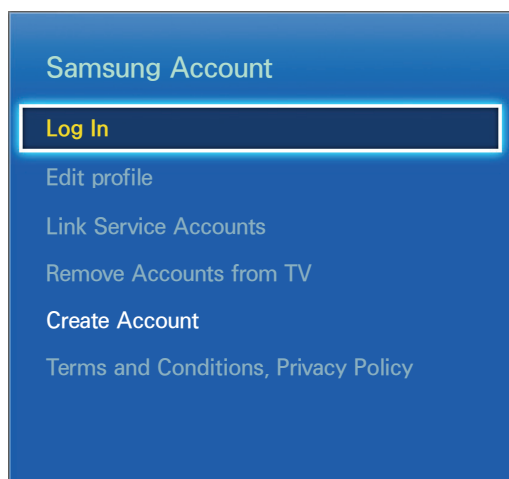 Samsung Account
Log In
Edit profile
Link Service Accounts
Remove Accounts from TV
Create Account
Terms and Conditions, Privacy Policy